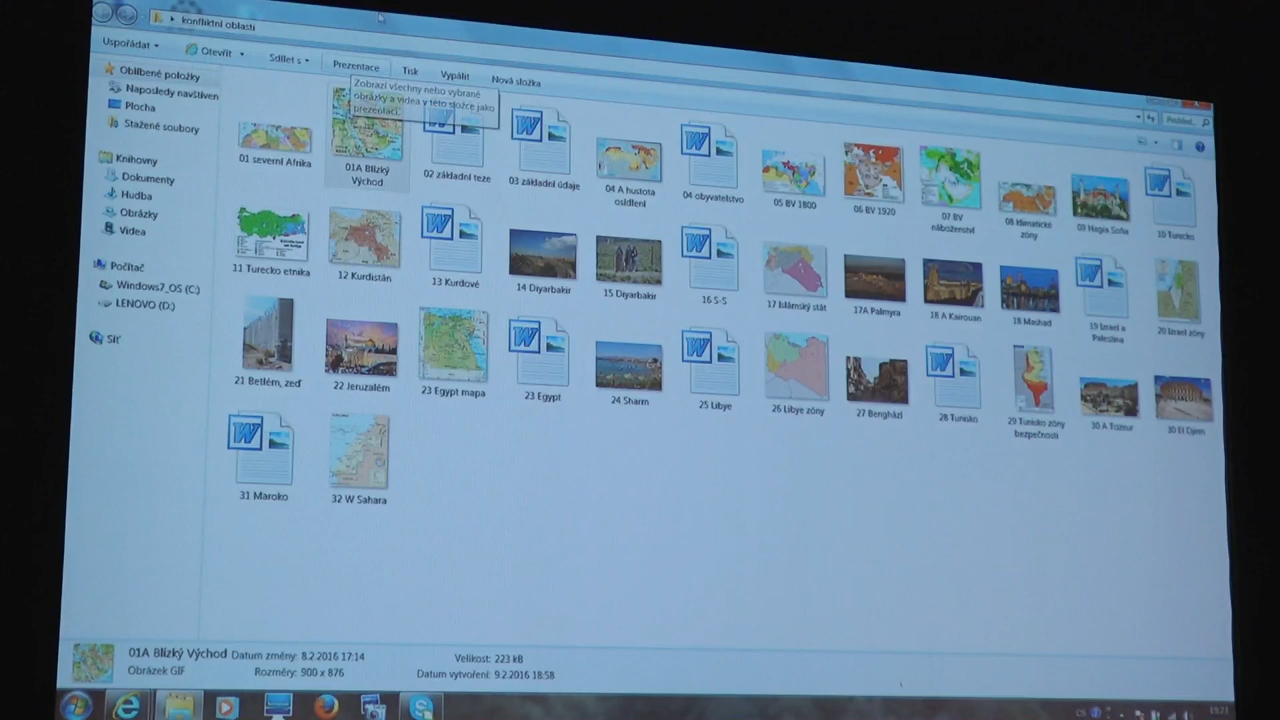 konfliktní oblasti
Uspořádat
Otevřít
Sdílet s
Prezentace
Tisk
Vypálit
Nová složka
Zobrazí všechny nebo vybrané
obrázky a videa v této složce jako
prezentaci.
Oblíbené položky
Naposledy navštíven
Plocha
Stažené soubory
Knihovny
Dokumenty
Hudba
Obrázky
Videa
Počítač
Windows7_OS (C:)
LENOVO (D:)
Síť
01 severní Afrika
01A Blízký
Východ
02 základní teze
03 základní údaje
04 A hustota
osídlení
04 obyvatelstvo
05 BV 1800
06 BV 1920
07 BV
náboženství
08 klimatické
zóny
09 Hagia Sofia
10 Turecko
11 Turecko etnika
12 Kurdistán
13 Kurdové
14 Diyarbakir
15 Diyarbakir
16 S-S
17 Islámský stát
17A Palmyra
18 A Kairouan
18 Mashad
19 Izrael a
Palestina
20 Izrael zóny
21 Betlém, zeď
22 Jeruzalém
23 Egypt mapa
23 Egypt
24 Sharm
25 Libye
26 Libye zóny
27 Benghází
28 Tunisko
29 Tunisko zóny
bezpečnosti
30 A Tozeur
30 El Djem
31 Maroko
32 W Sahara
01A Blízký Východ Datum změny: 8.2.2016 17:14 Velikost: 223 kB
Obrázek GIF Rozměry: 900 x 876 Datum vytvoření: 9.2.2016 18:58
CS